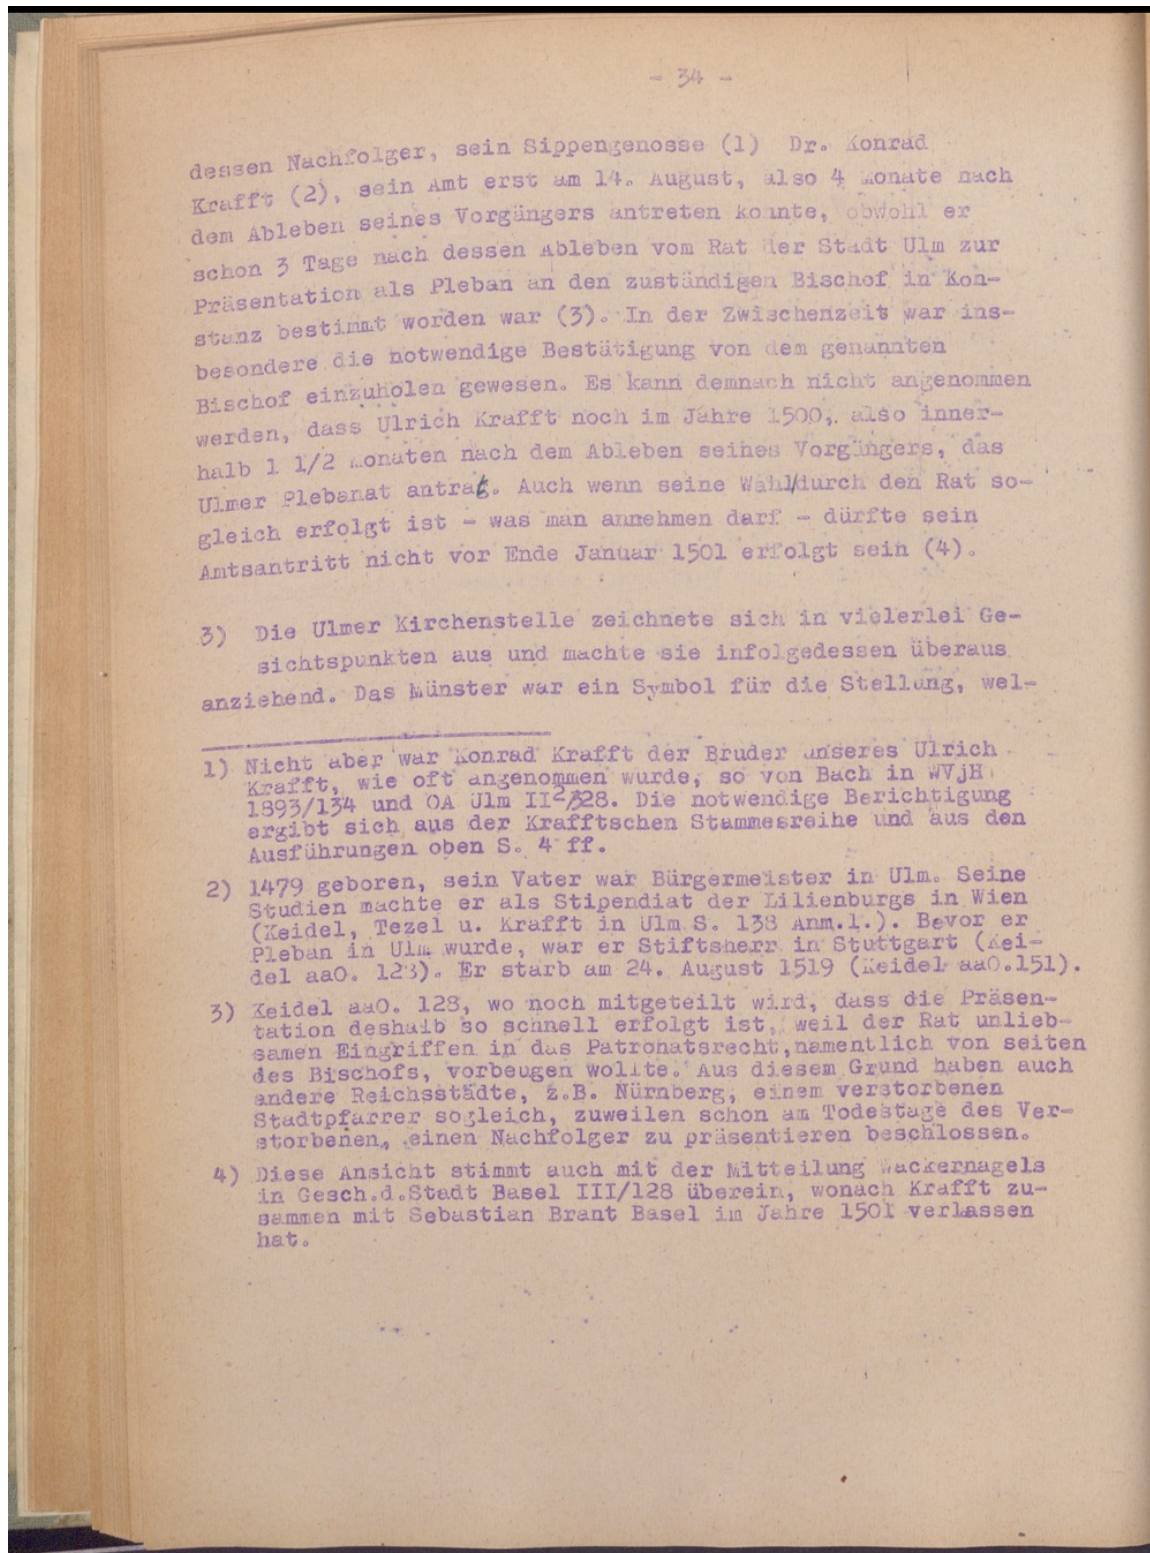 - 34 -
dessen Nachfolger, sein Sippengenosse (1) Dr. Konrad
Krafft (2), sein Amt erst am 14. August, also 4 Monate nach
dem Ableben seines Vorgängers antreten konnte, obwohl er
schon 3 Tage nach dessen Ableben vom Rat der Stadt Ulm zur
Präsentation als Pleban an den zuständigen Bischof in Kon-
stanz bestimmt worden war (3). In der Zwischenzeit war ins-
besondere die notwendige Bestätigung von dem genannten
Bischof einzuholen gewesen. Es kann demnach nicht angenommen
werden, dass Ulrich Krafft noch im Jahre 1500, also inner-
halb 1 1/2 Monaten nach dem Ableben seines Vorgängers, das
Ulmer Plebanat antrat. Auch wenn seine Wahl/durch den Rat so-
gleich erfolgt ist - was man annehmen darf - dürfte sein
Amtsantritt nicht vor Ende Januar 1501 erfolgt sein (4).
3) Die Ulmer Kirchenstelle zeichnete sich in vielerlei Ge-
sichtspunkten aus und machte sie infolgedessen überaus
anziehend. Das Münster war ein Symbol für die Stellung, wel-
1) Nicht aber war Konrad Krafft der Bruder unseres Ulrich
Krafft, wie oft angenommen wurde, so von Bach in WVjH
1893/134 und OA Ulm II²/328. Die notwendige Berichtigung
ergibt sich aus der Krafftschen Stammesreihe und aus den
Ausführungen oben S. 4 ff.
2) 1479 geboren, sein Vater war Bürgermeister in Ulm. Seine
Studien machte er als Stipendiat der Lilienburgs in Wien
(Keidel, Tezel u. Krafft in Ulm S. 138 Anm.1.). Bevor er
Pleban in Ulm wurde, war er Stiftsherr in Stuttgart (Kei-
del aaO. 128). Er starb am 24. August 1519 (Keidel aaO.151).
3) Keidel aaO. 128, wo noch mitgeteilt wird, dass die Präsen-
tation deshalb so schnell erfolgt ist, weil der Rat unlieb-
samen Eingriffen in das Patronatsrecht,namentlich von seiten
des Bischofs, vorbeugen wollte. Aus diesem Grund haben auch
andere Reichsstädte, z.B. Nürnberg, einem verstorbenen
Stadtpfarrer sogleich, zuweilen schon am Todestage des Ver-
storbenen, einen Nachfolger zu präsentieren beschlossen.
4) Diese Ansicht stimmt auch mit der Mitteilung Wackernagels
in Gesch.d.Stadt Basel III/128 überein, wonach Krafft zu-
sammen mit Sebastian Brant Basel im Jahre 1501 verlassen
hat.